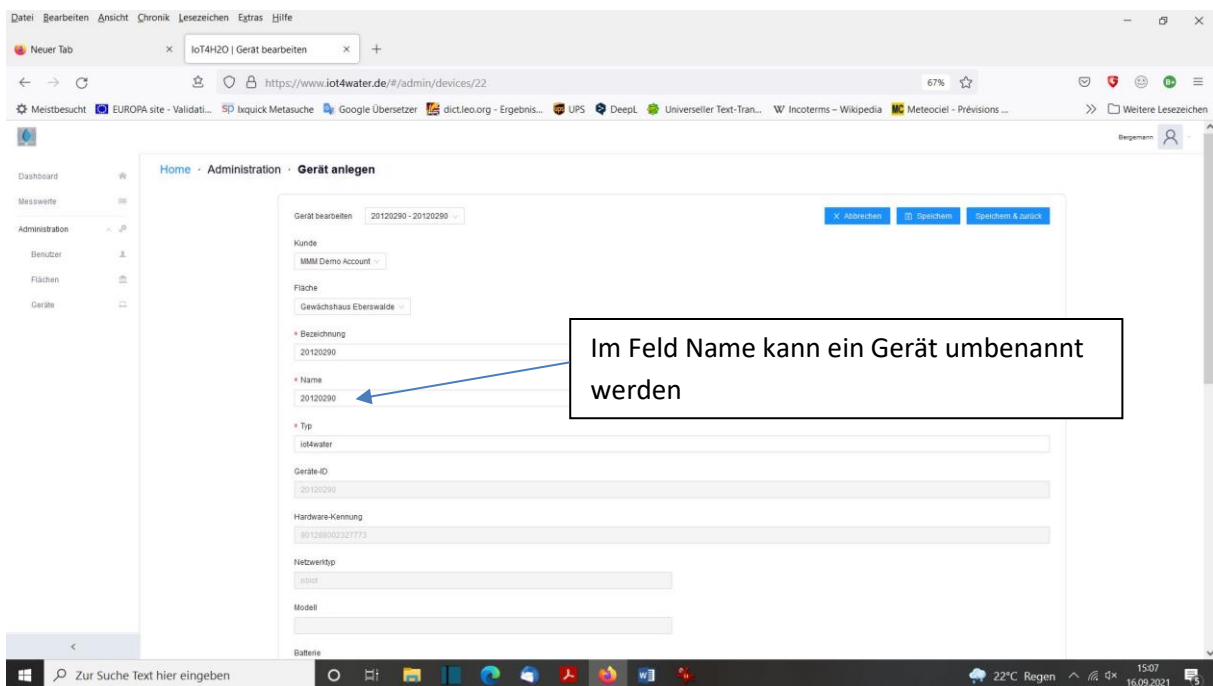 Datei Bearbeiten Ansicht Chronik Lesezeichen Extras Hilfe
Neuer Tab × IoT4H2O | Gerät bearbeiten × +
https://www.iot4water.de/#/admin/devices/22 67%
Meistbesucht EUROPA site - Validati... SP Ixquick Metasuche Google Übersetzer dict.leo.org - Ergebnis... UPS DeepL Universeller Text-Tran... W Incoterms – Wikipedia MC Meteociel - Prévisions ... Weitere Lesezeichen
Bergemann
Home · Administration · Gerät anlegen
Dashboard
Messwerte
Administration
Benutzer
Flächen
Geräte
Gerät bearbeiten 20120290 - 20120290 × Abbrechen Speichern Speichern & zurück
Kunde
MMM Demo Account
Fläche
Gewächshaus Eberswalde
* Bezeichnung
20120290
* Name
20120290
Im Feld Name kann ein Gerät umbenannt
werden
* Typ
iot4water
Geräte-ID
20120290
Hardware-Kennung
Netzwerktyp
nbiot
Modell
Batterie
Zur Suche Text hier eingeben
22°C Regen
15:07
16.09.2021
5